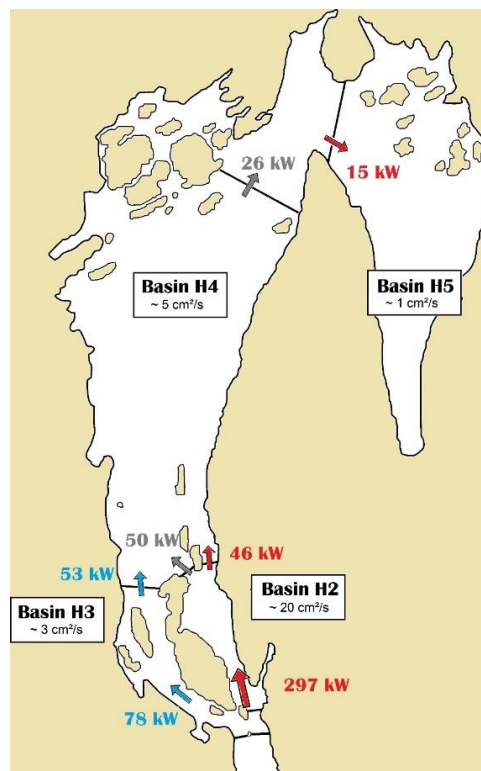 26 kW
15 kW
Basin H4
~ 5 cm²/s
Basin H5
~ 1 cm²/s
50 kW
46 kW
53 kW
Basin H2
~ 20 cm²/s
Basin H3
~ 3 cm²/s
297 kW
78 kW